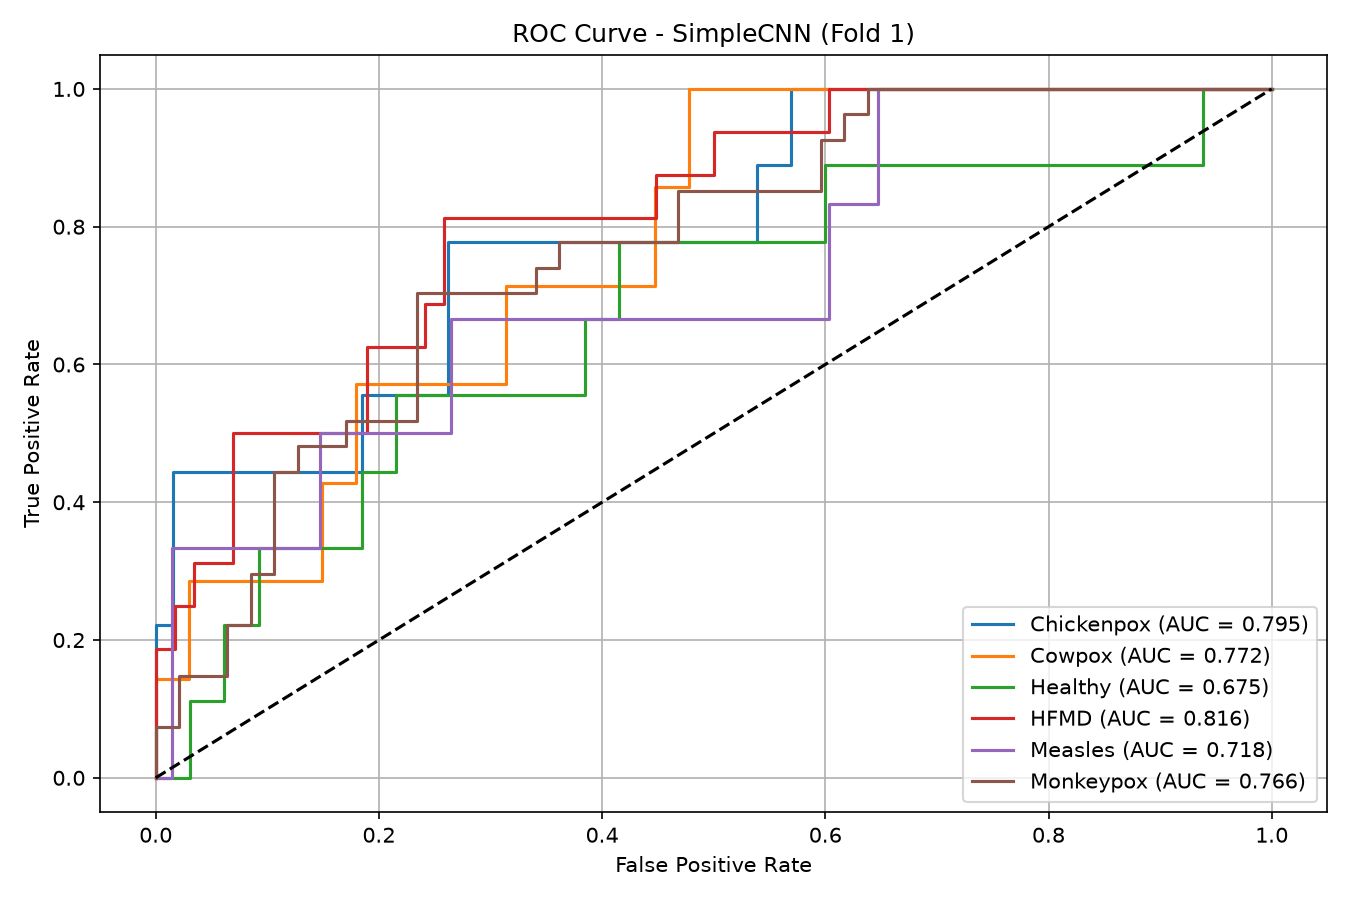 ROC Curve - SimpleCNN (Fold 1)
True Positive Rate
1.0
0.8
0.6
0.4
0.2
0.0
0.0 0.2 0.4 0.6 0.8 1.0
False Positive Rate
Chickenpox (AUC = 0.795)
Cowpox (AUC = 0.772)
Healthy (AUC = 0.675)
HFMD (AUC = 0.816)
Measles (AUC = 0.718)
Monkeypox (AUC = 0.766)